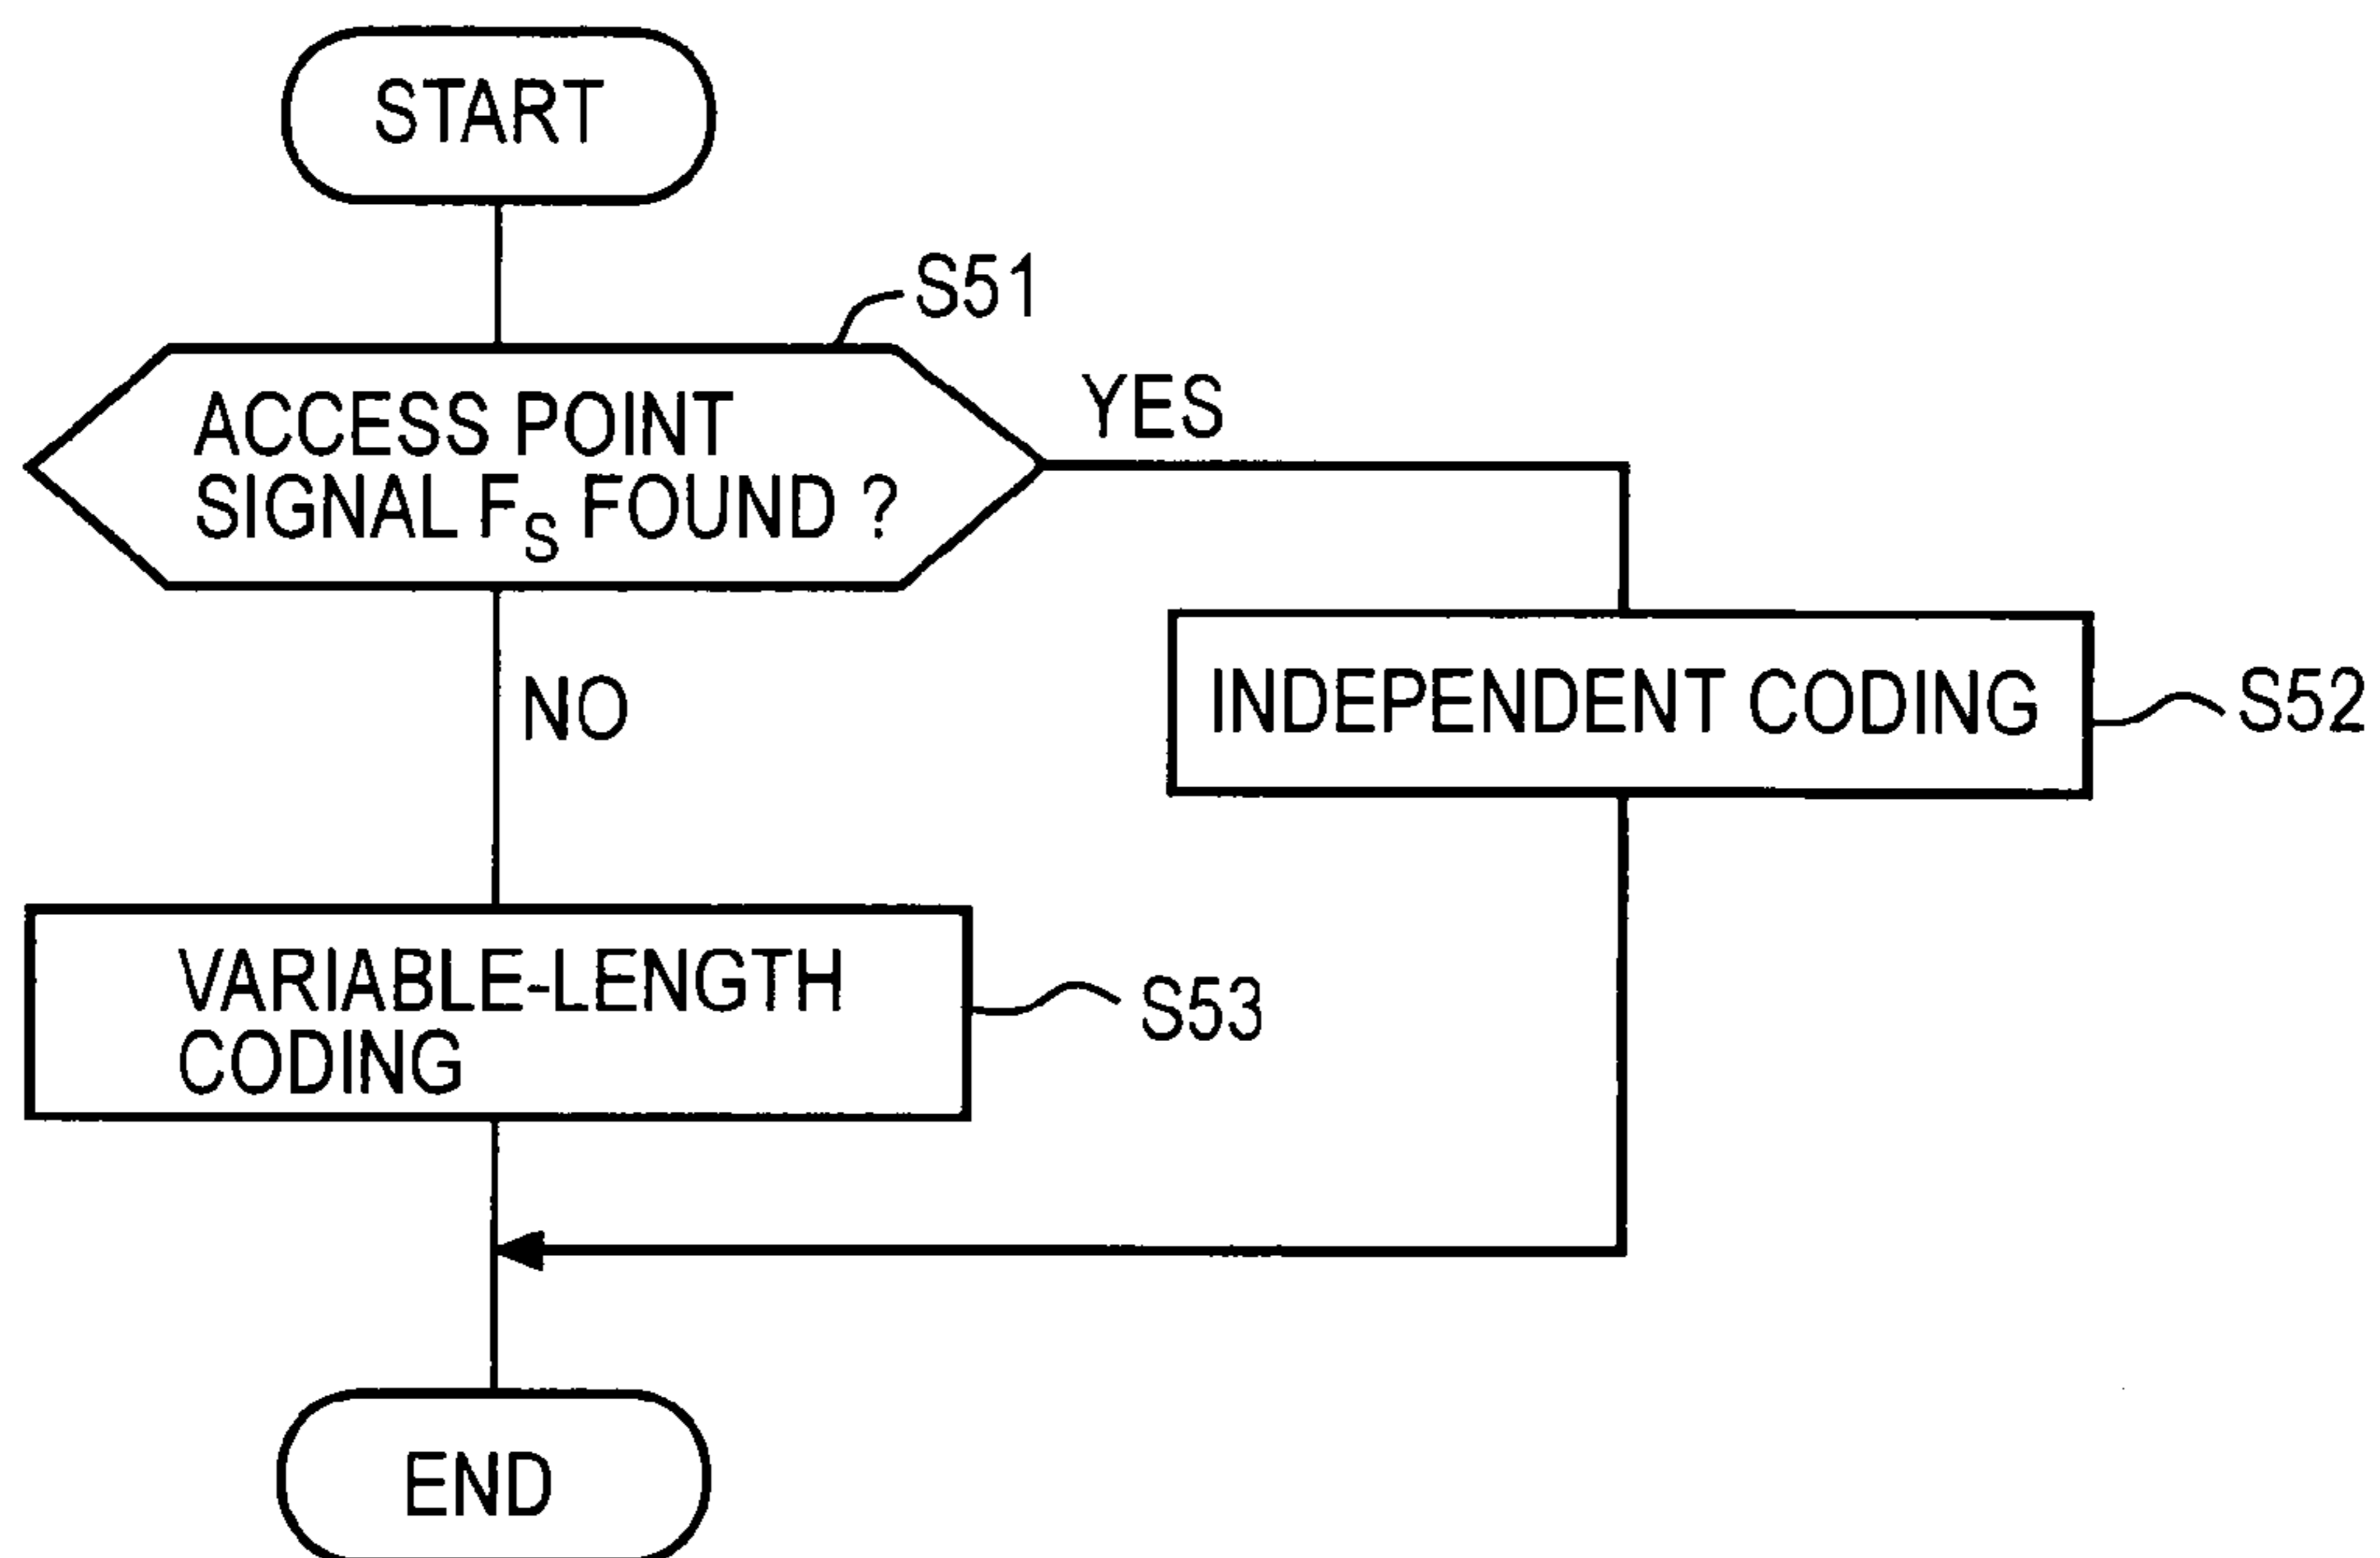 START
S51
ACCESS POINT
SIGNAL FS FOUND ?
YES
NO
INDEPENDENT CODING
S52
VARIABLE-LENGTH
CODING
S53
END